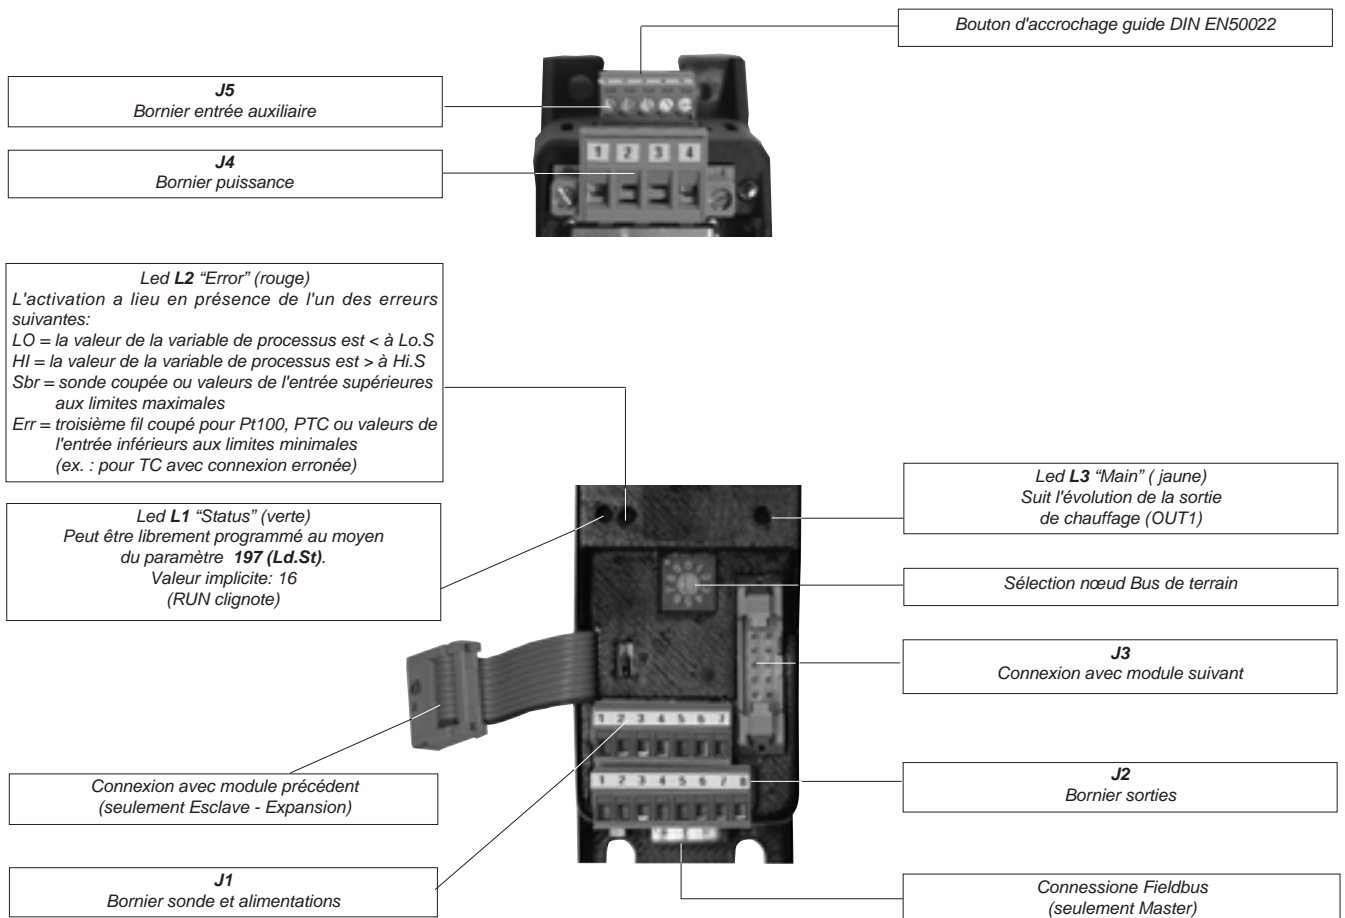 Bouton d'accrochage guide DIN EN50022
J5
Bornier entrée auxiliaire
J4
Bornier puissance
1 2 3 4
Led L2 “Error” (rouge)
L'activation a lieu en présence de l'un des erreurs
suivantes:
LO = la valeur de la variable de processus est < à Lo.S
HI = la valeur de la variable de processus est > à Hi.S
Sbr = sonde coupée ou valeurs de l'entrée supérieures
aux limites maximales
Err = troisième fil coupé pour Pt100, PTC ou valeurs de
l'entrée inférieurs aux limites minimales
(ex. : pour TC avec connexion erronée)
Led L1 “Status” (verte)
Peut être librement programmé au moyen
du paramètre 197 (Ld.St).
Valeur implicite: 16
(RUN clignote)
Led L3 “Main” ( jaune)
Suit l'évolution de la sortie
de chauffage (OUT1)
Sélection nœud Bus de terrain
J3
Connexion avec module suivant
1 2 3 4 5 6 7
1 2 3 4 5 6 7 8
Connexion avec module précédent
(seulement Esclave - Expansion)
J2
Bornier sorties
J1
Bornier sonde et alimentations
Connessione Fieldbus
(seulement Master)